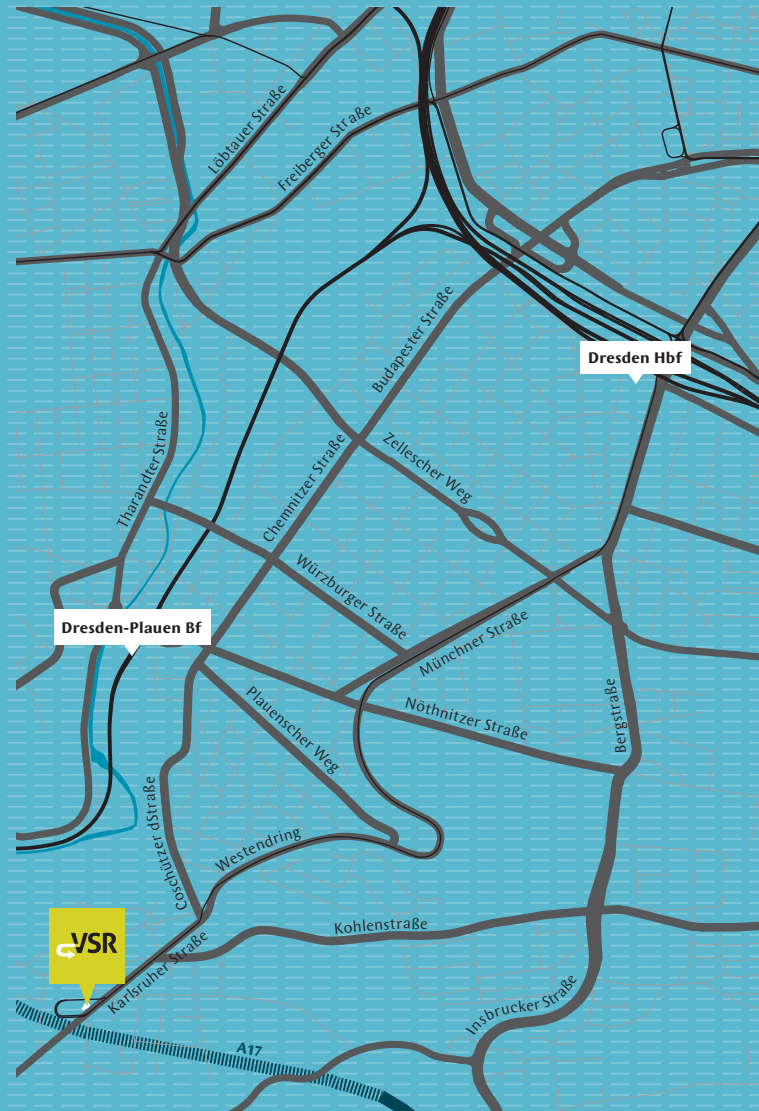 Löbtauer Straße
Freiberger Straße
Budapester Straße
Dresden Hbf
Tharandter Straße
Chemnitzer Straße
Zellescher Weg
Würzburger Straße
Dresden-Plauen Bf
Münchner Straße
Plauenscher Weg
Nöthnitzer Straße
Bergstraße
Coschützer dStraße
Westendring
Kohlenstraße
VSR
Karlsruher Straße
Insbrucker Straße
A17